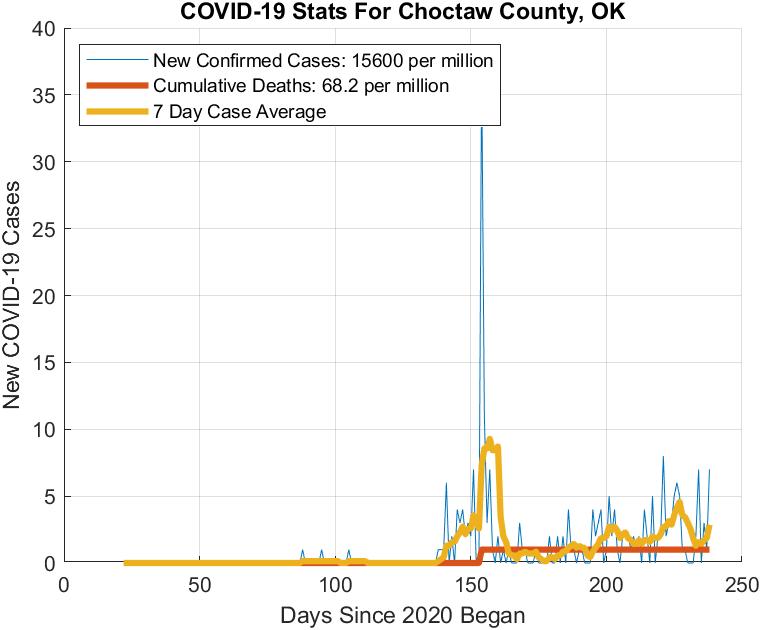 COVID-19 Stats For Choctaw County, OK
New Confirmed Cases: 15600 per million
Cumulative Deaths: 68.2 per million
7 Day Case Average
New COVID-19 Cases
40
35
30
25
20
15
10
5
0
0 50 100 150 200 250
Days Since 2020 Began